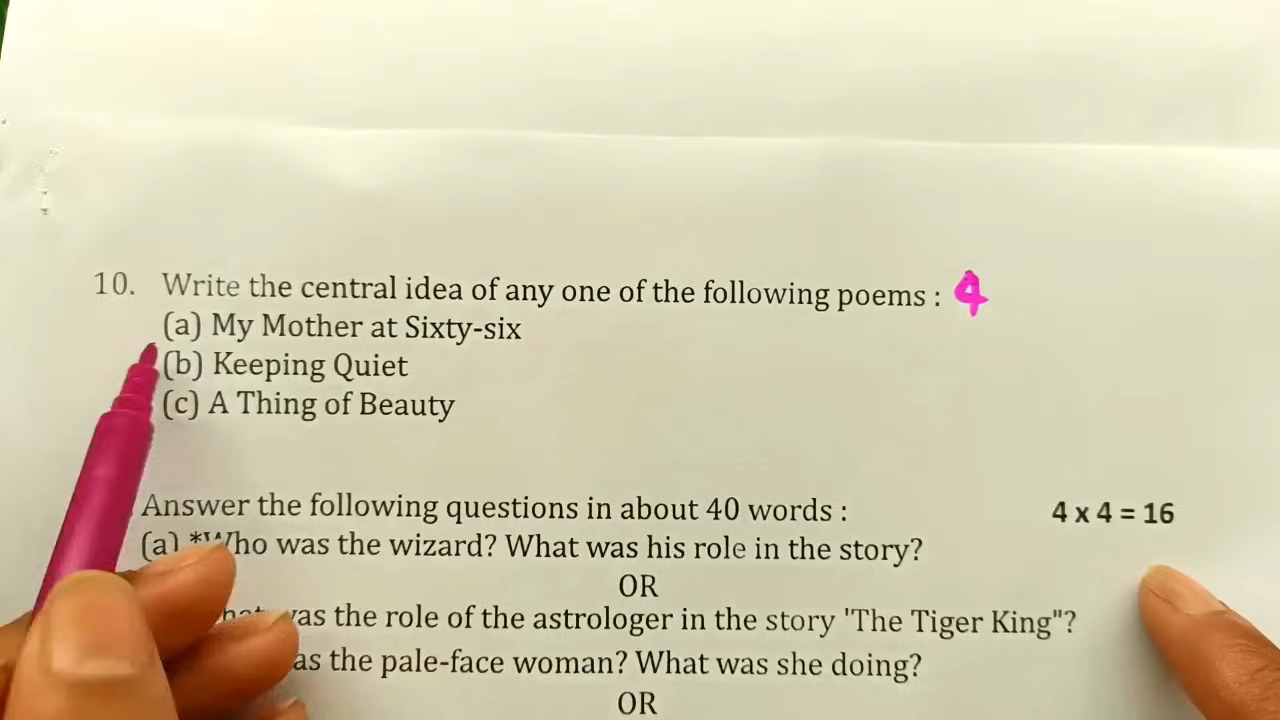 10. Write the central idea of any one of the following poems : 4
(a) My Mother at Sixty-six
(b) Keeping Quiet
(c) A Thing of Beauty
Answer the following questions in about 40 words : 4 x 4 = 16
(a) *Who was the wizard? What was his role in the story?
OR
was the role of the astrologer in the story 'The Tiger King"?
the pale-face woman? What was she doing?
OR